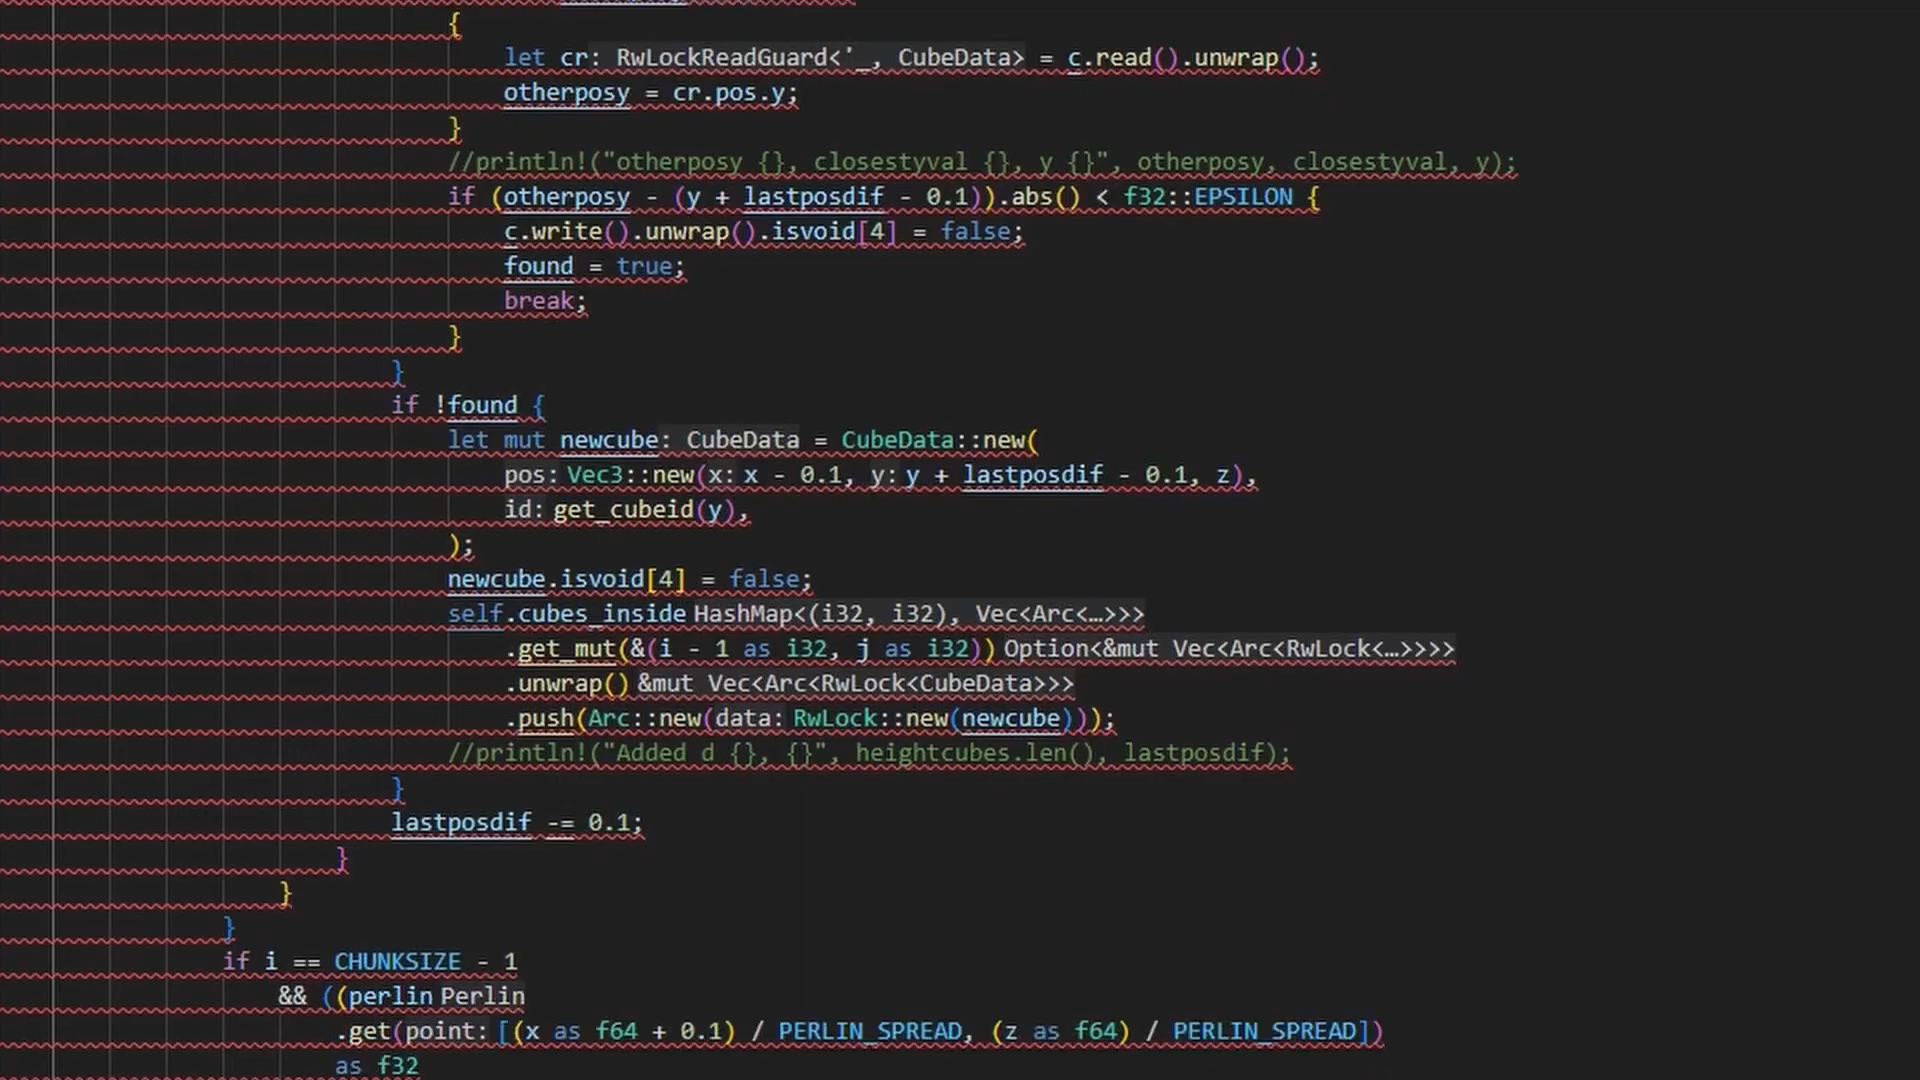 {
let cr: RwLockReadGuard<'_, CubeData> = c.read().unwrap();
otherposy = cr.pos.y;
}
//println!("otherposy {}, closestyval {}, y {}", otherposy, closestyval, y);
if (otherposy - (y + lastposdif - 0.1)).abs() < f32::EPSILON {
c.write().unwrap().isvoid[4] = false;
found = true;
break;
}
}
if !found {
let mut newcube: CubeData = CubeData::new(
pos: Vec3::new(x: x - 0.1, y: y + lastposdif - 0.1, z),
id: get_cubeid(y),
);
newcube.isvoid[4] = false;
self.cubes_inside HashMap<(i32, i32), Vec<Arc<…>>>
.get_mut(&(i - 1 as i32, j as i32)) Option<&mut Vec<Arc<RwLock<…>>>>
.unwrap() &mut Vec<Arc<RwLock<CubeData>>>
.push(Arc::new(data: RwLock::new(newcube)));
//println!("Added d {}, {}", heightcubes.len(), lastposdif);
}
lastposdif -= 0.1;
}
}
}
if i == CHUNKSIZE - 1
&& ((perlin Perlin
.get(point: [(x as f64 + 0.1) / PERLIN_SPREAD, (z as f64) / PERLIN_SPREAD])
as f32